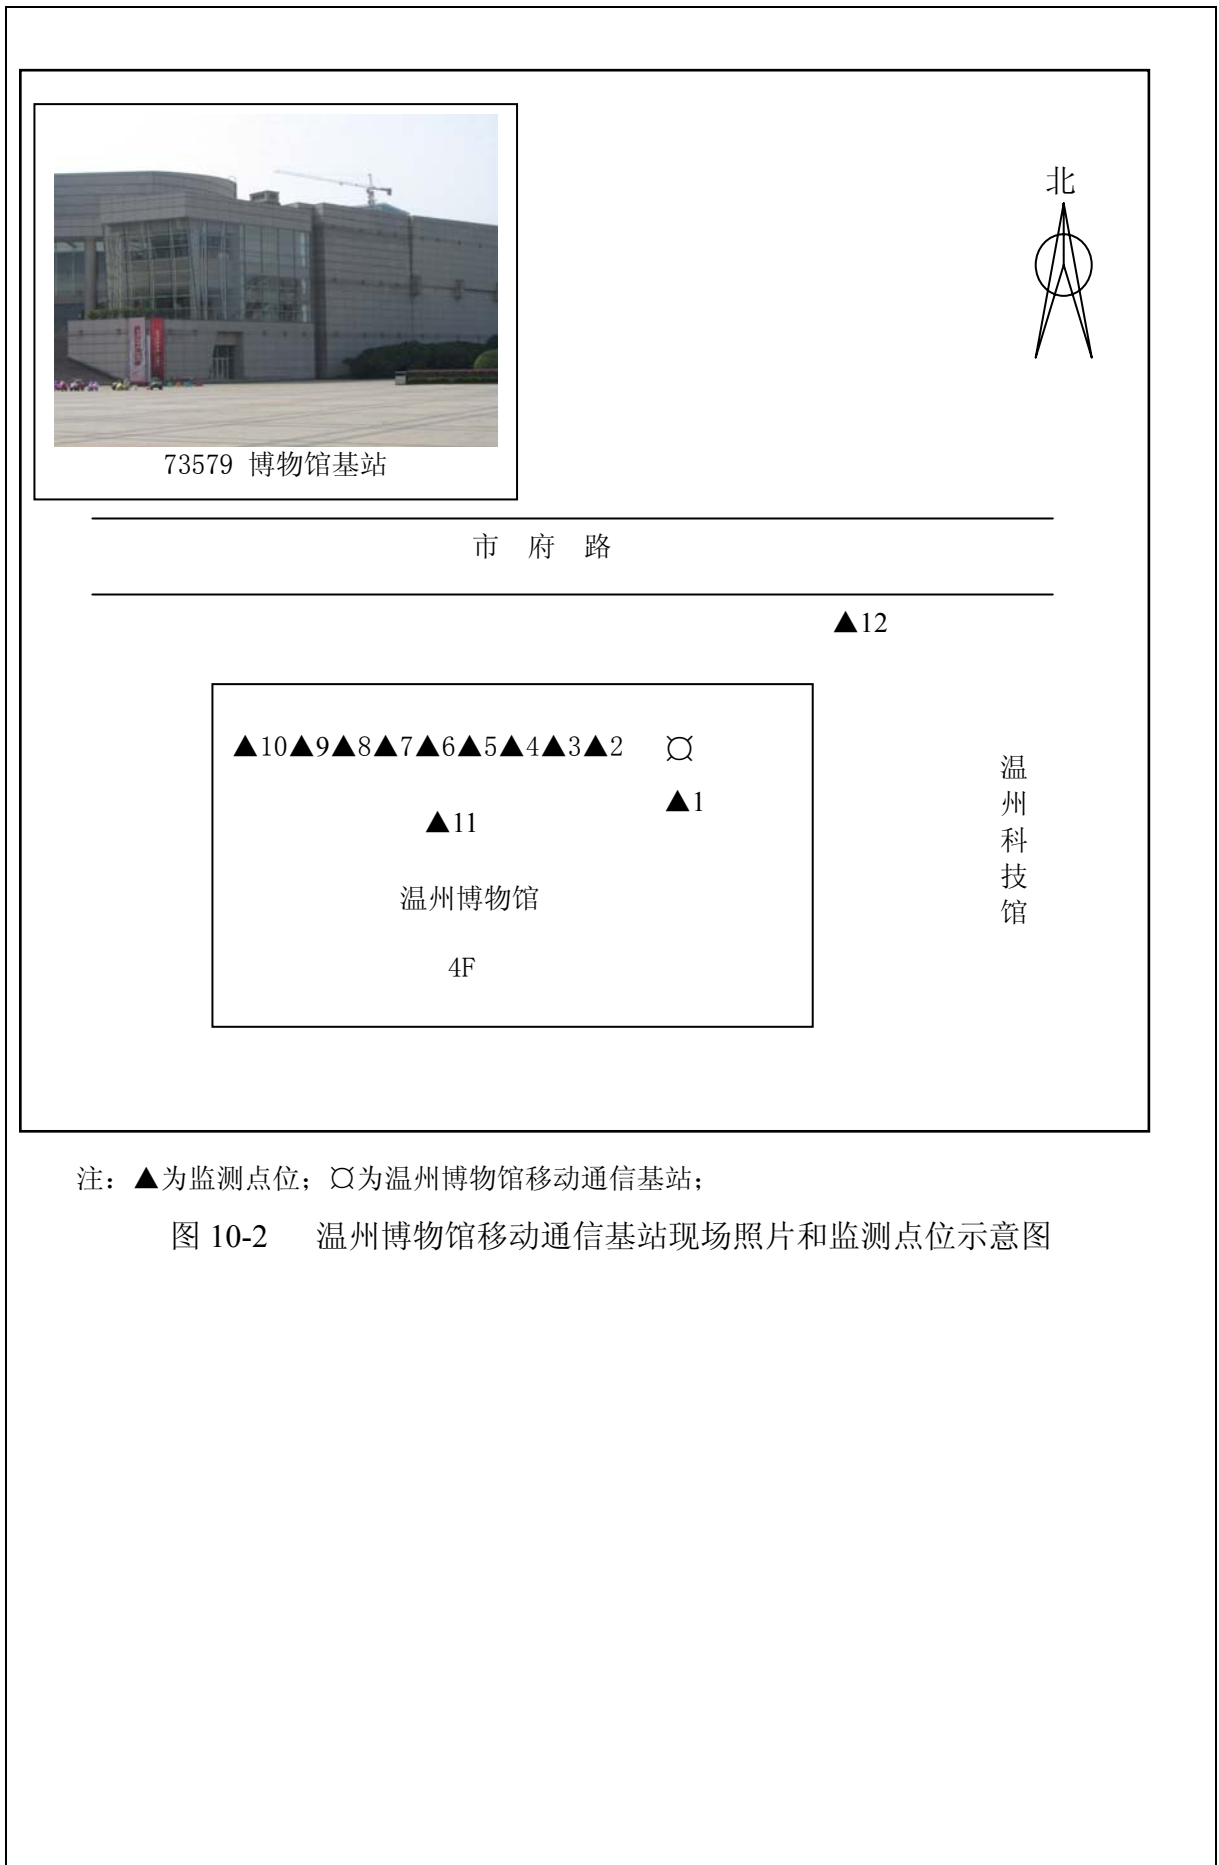 北
73579 博物馆基站
市 府 路
▲12
▲10▲9▲8▲7▲6▲5▲4▲3▲2 ¤
▲1
▲11
温州博物馆
4F
温州科技馆
注：▲为监测点位；¤为温州博物馆移动通信基站；
图 10-2 温州博物馆移动通信基站现场照片和监测点位示意图